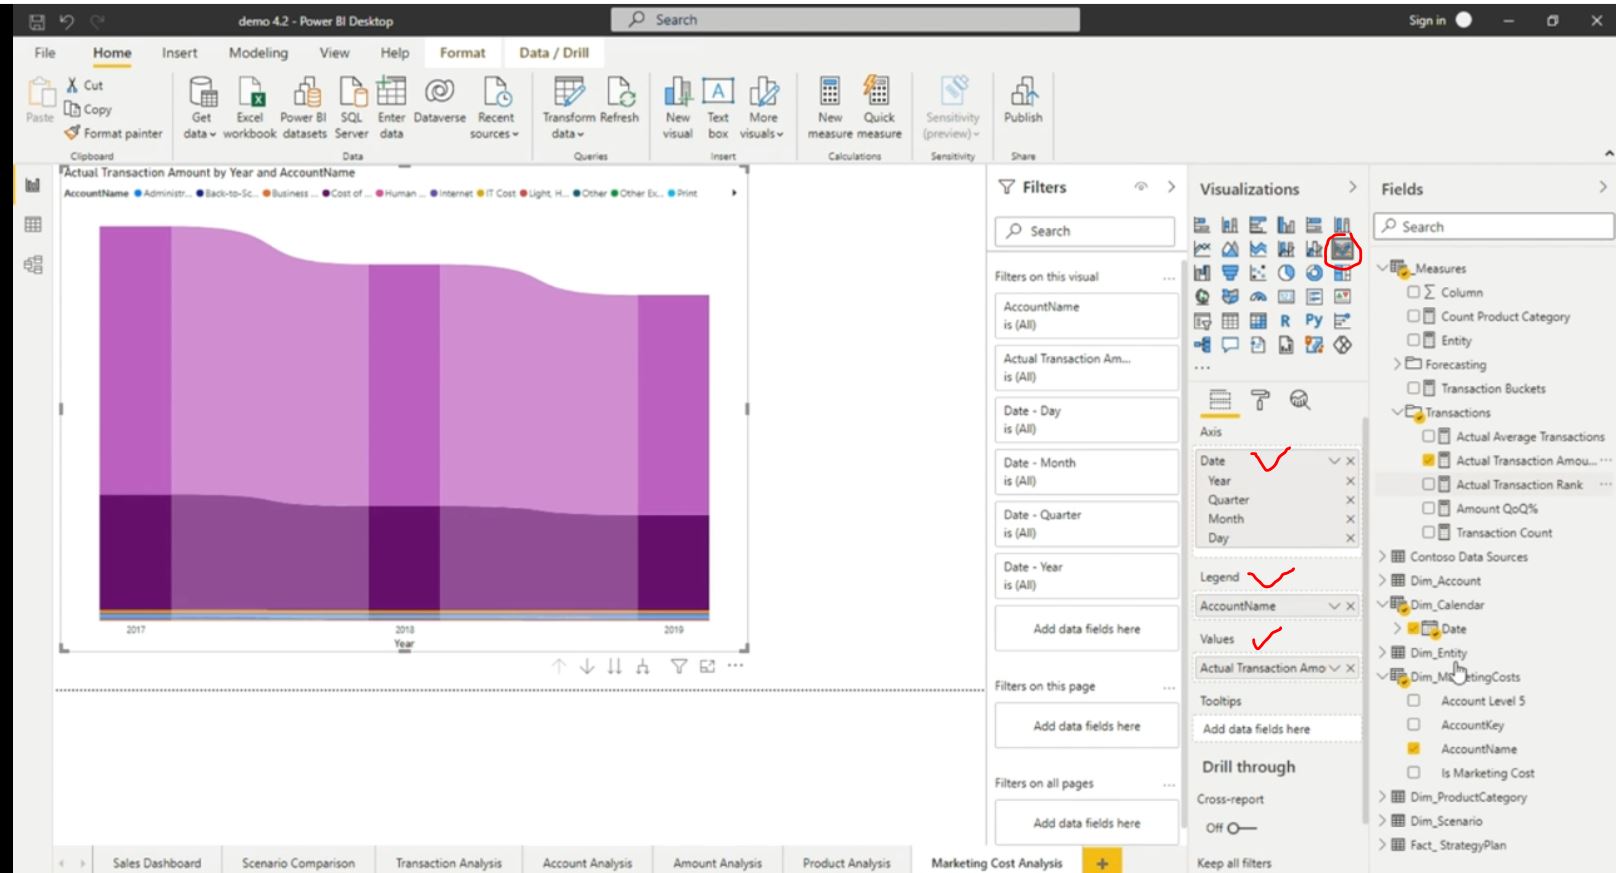 demo 4.2 - Power BI Desktop
Search
Sign in
File Home Insert Modeling View Help Format Data / Drill
Paste
Cut
Copy
Format painter
Clipboard
Get data
Excel workbook
Power BI datasets
SQL Server
Enter data
Dataverse
Recent sources
Data
Transform data
Refresh
Queries
New visual
Text box
More visuals
Insert
New measure
Quick measure
Calculations
Sensitivity (preview)
Sensitivity
Publish
Share
Actual Transaction Amount by Year and AccountName
AccountName Administr... Back-to-Sc... Business ... Cost of ... Human ... Internet IT Cost Light, H... Other Other Ex... Print
2017 2018 2019
Year
Filters
Search
Filters on this visual ...
AccountName
is (All)
Actual Transaction Am...
is (All)
Date - Day
is (All)
Date - Month
is (All)
Date - Quarter
is (All)
Date - Year
is (All)
Add data fields here
Filters on this page ...
Add data fields here
Filters on all pages ...
Add data fields here
Visualizations
R Py
...
Axis
Date
Year
Quarter
Month
Day
Legend
AccountName
Values
Actual Transaction Amo
Tooltips
Add data fields here
Drill through
Cross-report
Off
Keep all filters
Fields
Search
_Measures
Column
Count Product Category
Entity
Forecasting
Transaction Buckets
Transactions
Actual Average Transactions
Actual Transaction Amou... ...
Actual Transaction Rank ...
Amount QoQ%
Transaction Count
Contoso Data Sources
Dim_Account
Dim_Calendar
Date
Dim_Entity
Dim_MarketingCosts
Account Level 5
AccountKey
AccountName
Is Marketing Cost
Dim_ProductCategory
Dim_Scenario
Fact_ StrategyPlan
Sales Dashboard Scenario Comparison Transaction Analysis Account Analysis Amount Analysis Product Analysis Marketing Cost Analysis +